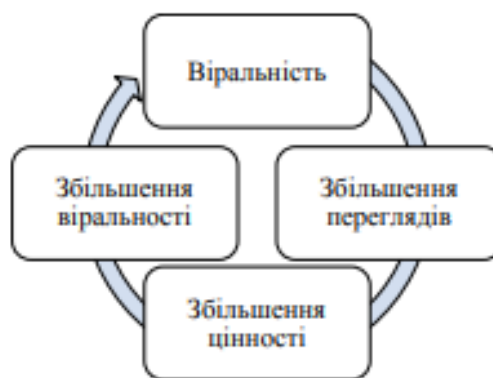 Віральність
Збільшення
переглядів
Збільшення
цінності
Збільшення
віральності